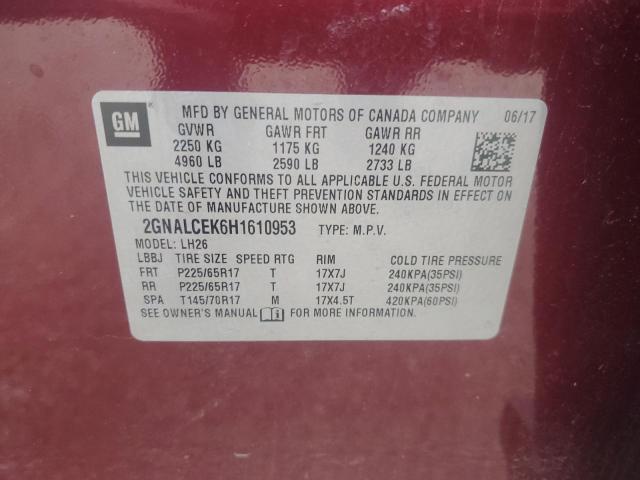 GM
MFD BY GENERAL MOTORS OF CANADA COMPANY 06/17
GVWR GAWR FRT GAWR RR
2250 KG 1175 KG 1240 KG
4960 LB 2590 LB 2733 LB
THIS VEHICLE CONFORMS TO ALL APPLICABLE U.S. FEDERAL MOTOR
VEHICLE SAFETY AND THEFT PREVENTION STANDARDS IN EFFECT ON THE
DATE OF MANUFACTURE SHOWN ABOVE.
2GNALCEK6H1610953 TYPE: M.P.V.
MODEL: LH26
LBBJ TIRE SIZE SPEED RTG RIM COLD TIRE PRESSURE
FRT P225/65R17 T 17X7J 240KPA(35PSI)
RR P225/65R17 T 17X7J 240KPA(35PSI)
SPA T145/70R17 M 17X4.5T 420KPA(60PSI)
SEE OWNER'S MANUAL FOR MORE INFORMATION.